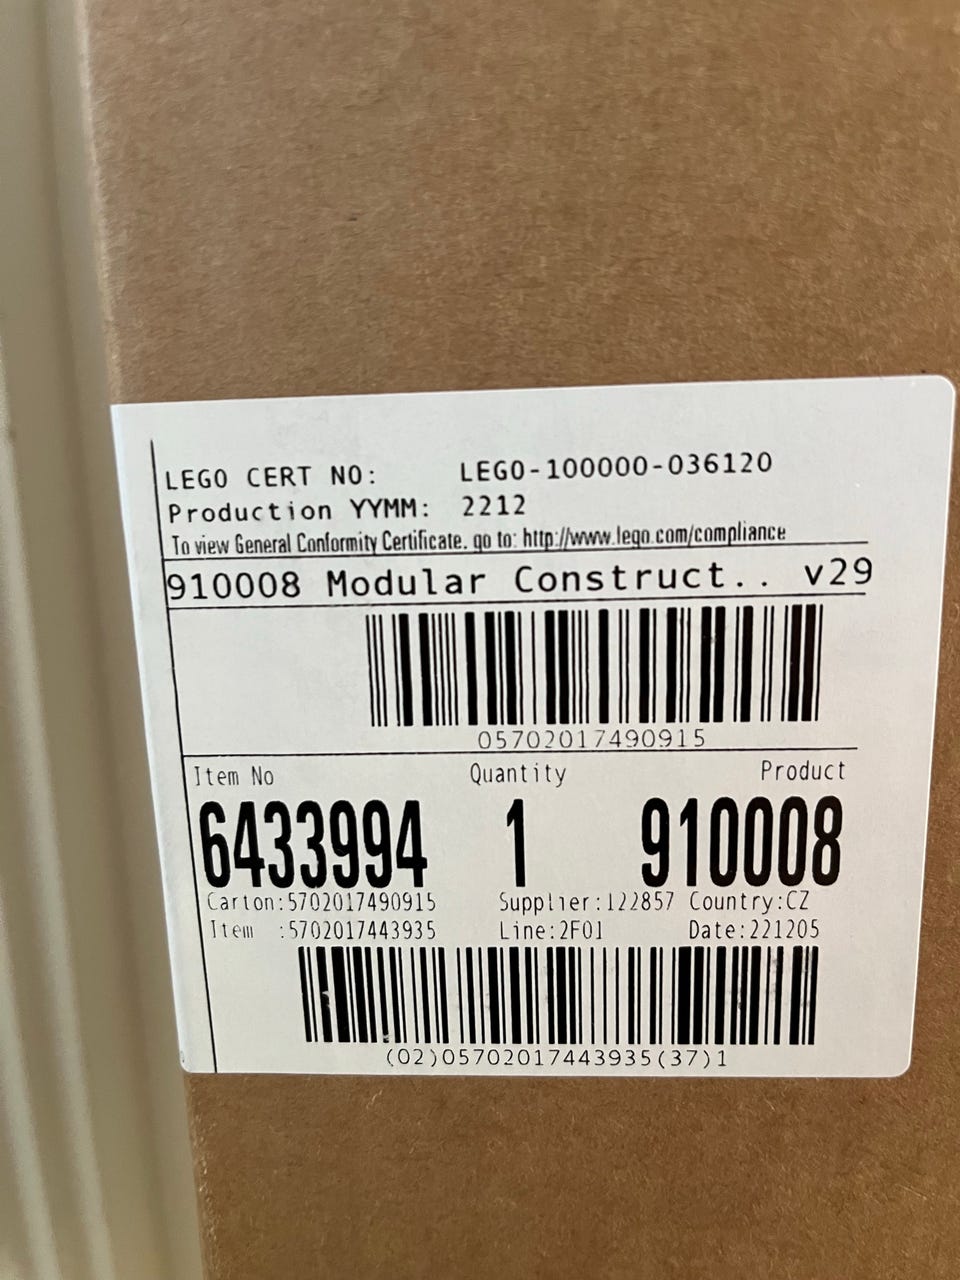 LEGO CERT NO: LEGO-100000-036120
Production YYMM: 2212
To view General Conformity Certificate, go to: http://www.lego.com/compliance
910008 Modular Construct.. v29
05702017490915
Item No Quantity Product
6433994 1 910008
Carton:5702017490915 Supplier:122857 Country:CZ
Item :5702017443935 Line:2F01 Date:221205
(02)05702017443935(37)1